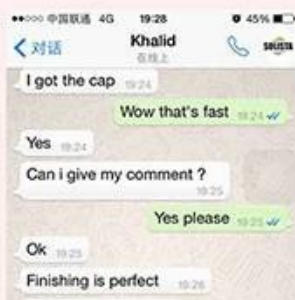 中国联通 4G 19:28 45%
对话 Khalid SOLISTA
在线上
I got the cap 19:24
Wow that's fast 19:24
Yes 19:24
Can i give my comment ?
19:25
Yes please 19:25
Ok 19:25
Finishing is perfect 19:26